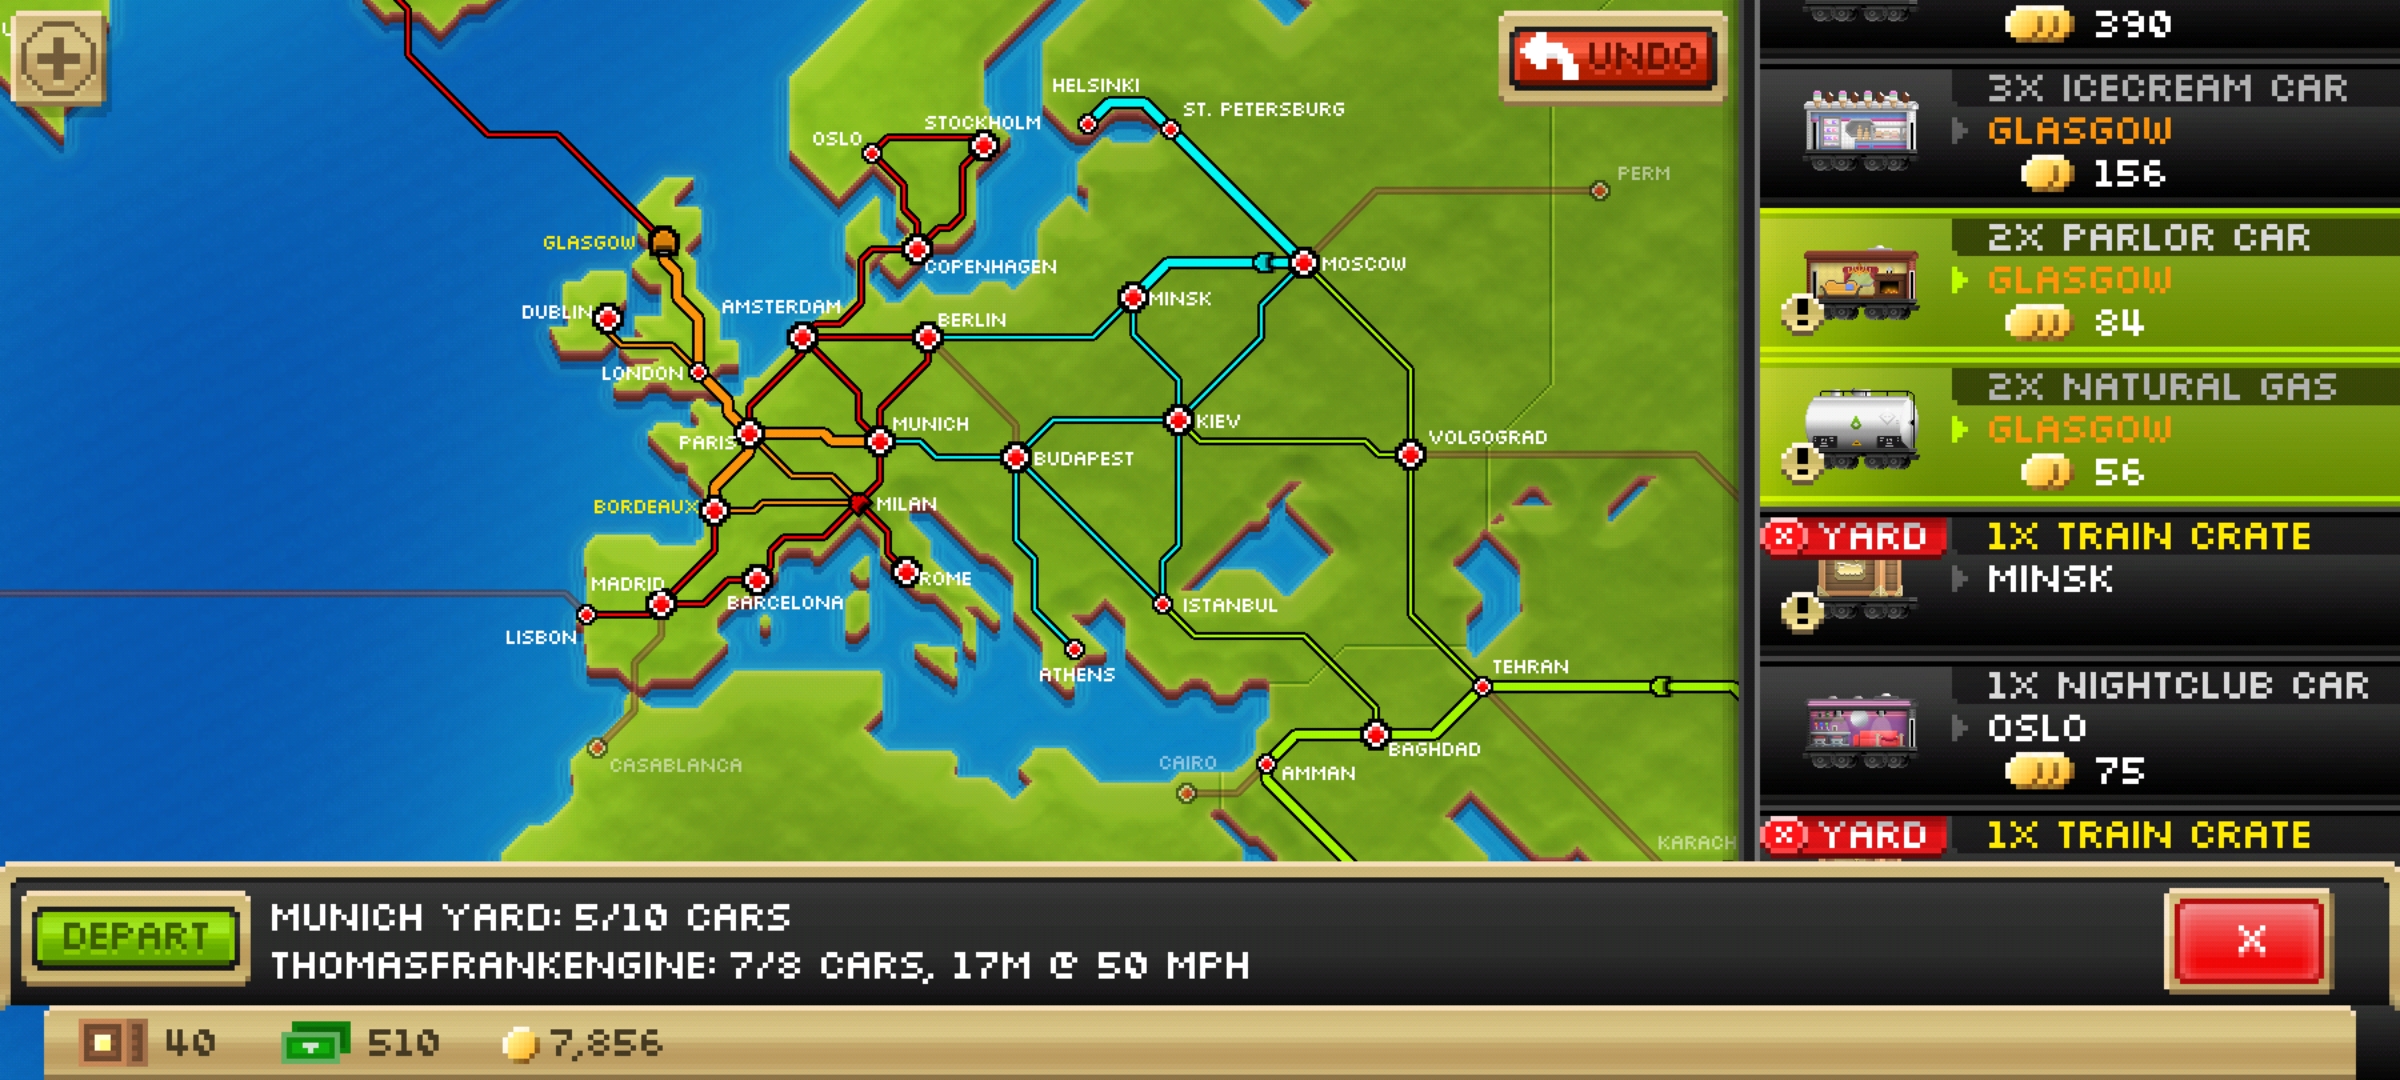 UNDO
HELSINKI
ST. PETERSBURG
STOCKHOLM
OSLO
PERM
GLASGOW
COPENHAGEN
MOSCOW
MINSK
DUBLIN
AMSTERDAM
BERLIN
LONDON
PARIS
MUNICH
KIEV
VOLGOGRAD
BUDAPEST
BORDEAUX
MILAN
MADRID
ROME
BARCELONA
ISTANBUL
LISBON
ATHENS
TEHRAN
CASABLANCA
CAIRO
BAGHDAD
AMMAN
KARACH
390
3X ICECREAM CAR
GLASGOW
156
2X PARLOR CAR
GLASGOW
84
2X NATURAL GAS
GLASGOW
56
YARD 1X TRAIN CRATE
MINSK
1X NIGHTCLUB CAR
OSLO
75
YARD 1X TRAIN CRATE
DEPART
MUNICH YARD: 5/10 CARS
THOMASFRANKENGINE: 7/8 CARS, 17M @ 50 MPH
X
40 510 7,856